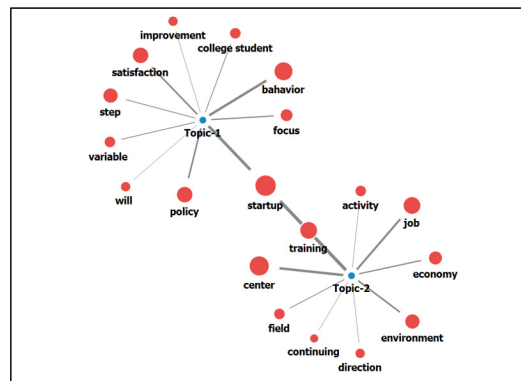 improvement
college student
satisfaction
bahavior
step
focus
Topic-1
variable
will
policy
startup
activity
job
training
center
economy
Topic-2
field
environment
continuing
direction